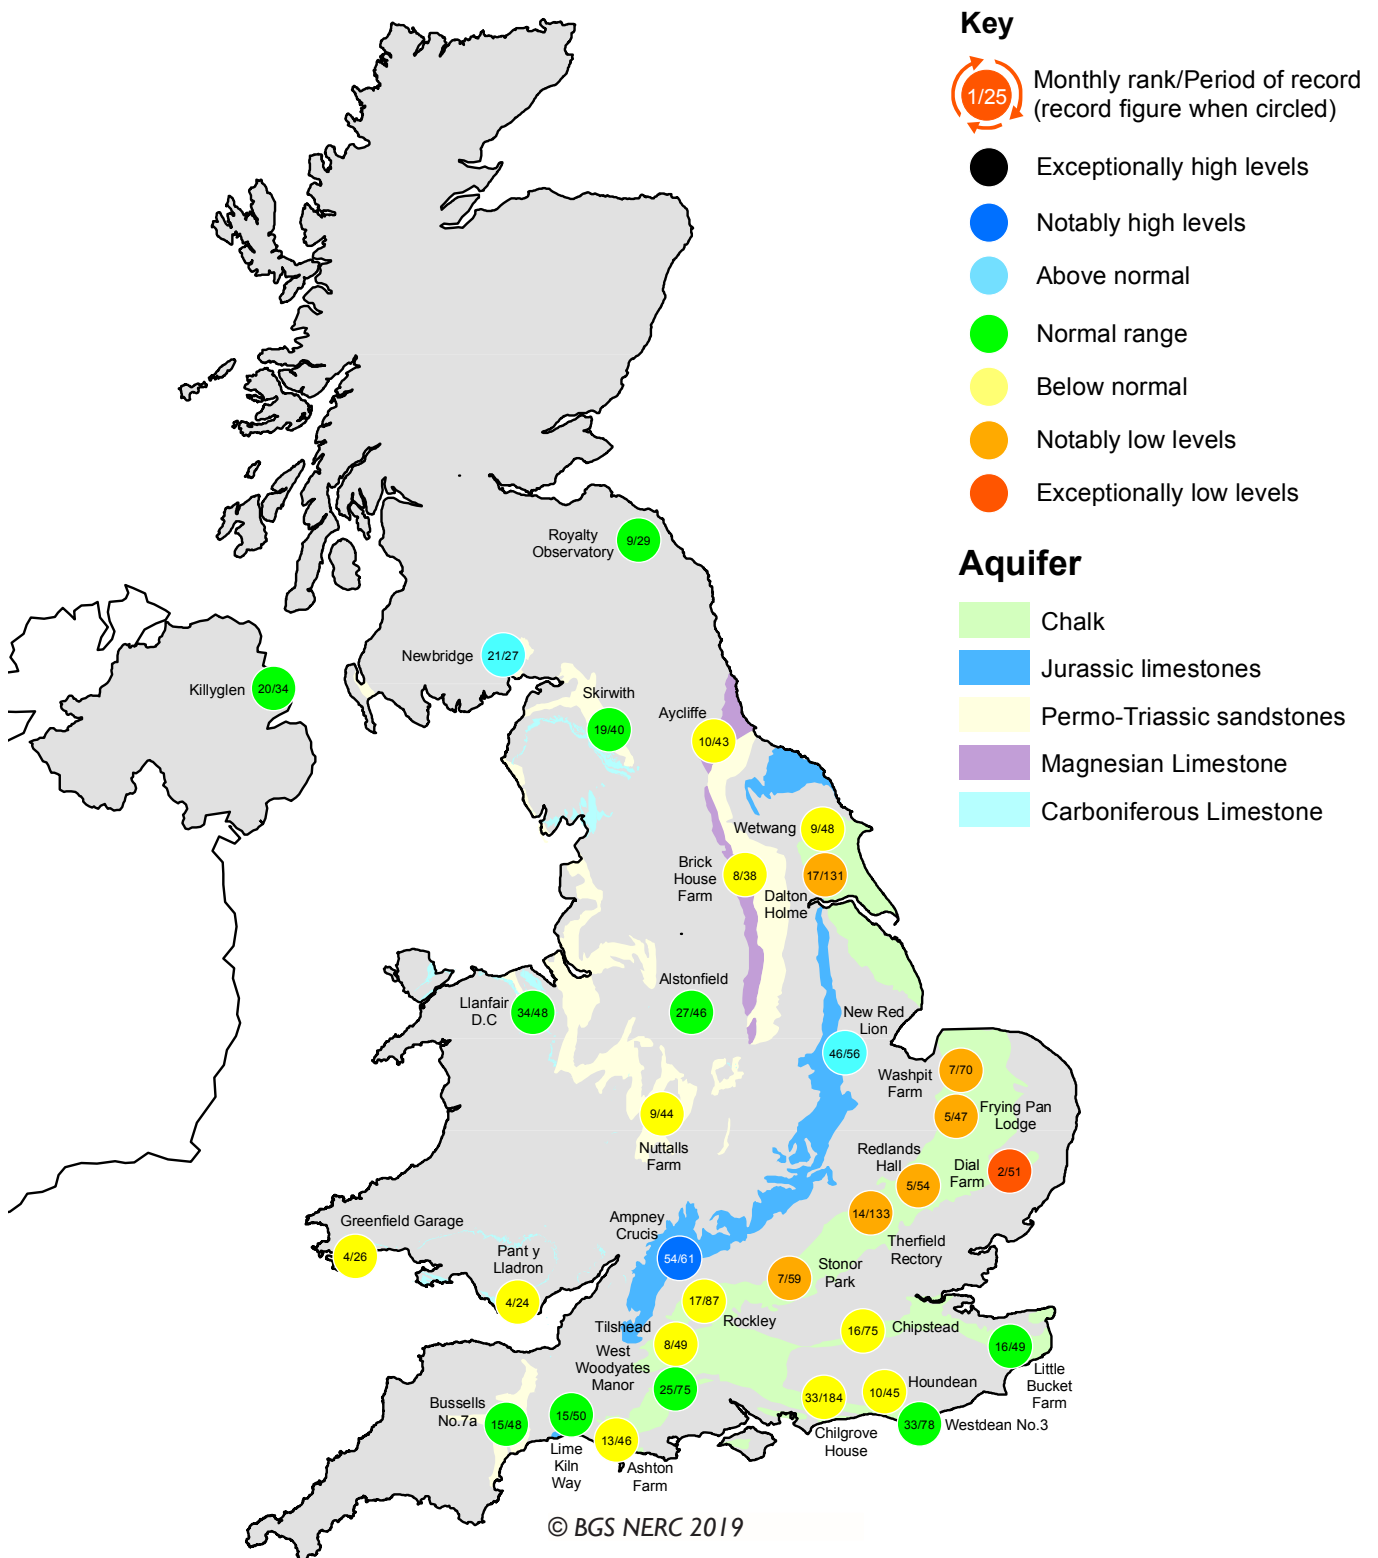 Key
1/25
Monthly rank/Period of record
(record figure when circled)
Exceptionally high levels
Notably high levels
Above normal
Normal range
Below normal
Notably low levels
Exceptionally low levels
Aquifer
Chalk
Jurassic limestones
Permo-Triassic sandstones
Magnesian Limestone
Carboniferous Limestone
Royalty
Observatory
9/29
Newbridge
21/27
Killyglen
20/34
Skirwith
19/40
Aycliffe
10/43
Wetwang
9/48
Brick
House
Farm
8/38
Dalton
Holme
17/131
Alstonfield
27/46
Llanfair
D.C
34/48
New Red
Lion
46/56
Washpit
Farm
7/70
Frying Pan
Lodge
5/47
Nuttalls
Farm
9/44
Redlands
Hall
5/54
Dial
Farm
2/51
Therfield
Rectory
14/133
Greenfield Garage
4/26
Pant y
Lladron
4/24
Ampney
Crucis
54/61
Stonor
Park
7/59
Rockley
17/87
Tilshead
8/49
Chipstead
16/75
Little
Bucket
Farm
16/49
West
Woodyates
Manor
25/75
Houndean
10/45
Chilgrove
House
33/184
Westdean No.3
33/78
Bussells
No.7a
15/48
Lime
Kiln
Way
15/50
Ashton
Farm
13/46
© BGS NERC 2019